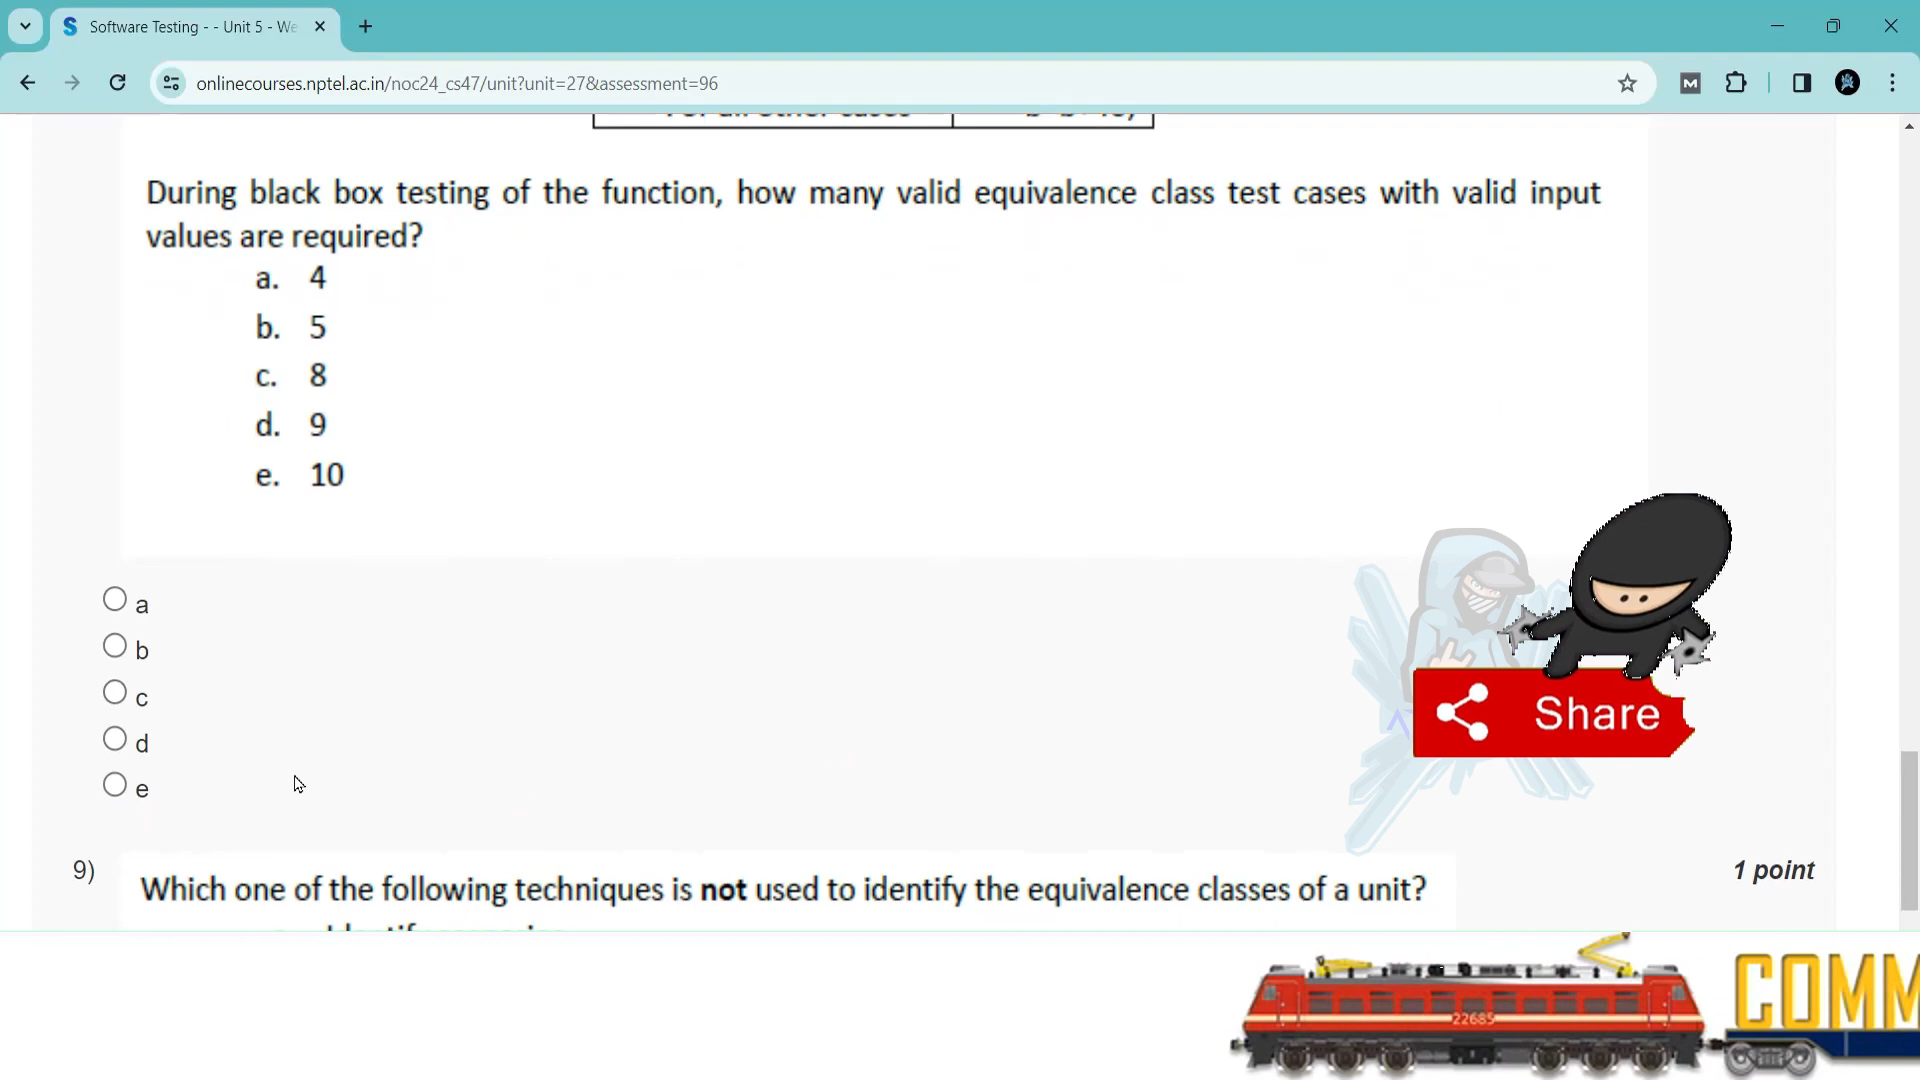 Software Testing - - Unit 5 - We
onlinecourses.nptel.ac.in/noc24_cs47/unit?unit=27&assessment=96
During black box testing of the function, how many valid equivalence class test cases with valid input
values are required?
a. 4
b. 5
c. 8
d. 9
e. 10
a
b
c
d
e
Share
9)
1 point
Which one of the following techniques is not used to identify the equivalence classes of a unit?
22685
COMM